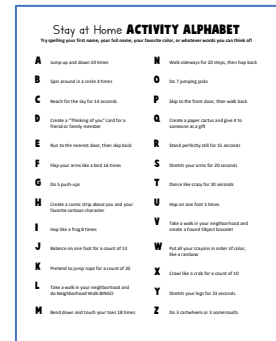 Stay at Home ACTIVITY ALPHABET
Try spelling your first name, your full name, your favorite color, or whatever words you can think of!
A Jump up and down 10 times
B Spin around in a circle 4 times
C Reach for the sky for 14 seconds
D Create a "Thinking of you" card for a
friend or family member
E Run to the nearest door, then skip back
F Flap your arms like a bird 16 times
G Do 5 push-ups
H Create a comic strip about you and your
favorite cartoon character
I Hop like a frog 8 times
J Balance on one foot for a count of 13
K Pretend to jump rope for a count of 20
L Take a walk in your neighborhood and
do Neighborhood Walk BINGO
M Bend down and touch your toes 18 times
N Walk sideways for 20 steps, then hop back
O Do 7 jumping jacks
P Skip to the front door, then walk back
Q Create a paper cactus and give it to
someone as a gift
R Stand perfectly still for 15 seconds
S Stretch your arms for 20 seconds
T Dance like crazy for 10 seconds
U Hop on one foot 5 times
V Take a walk in your neighborhood and
create a Found Object bracelet
W Put all your crayons in order of color,
like a rainbow
X Crawl like a crab for a count of 10
Y Stretch your legs for 23 seconds
Z Do 3 cartwheels or 3 somersaults